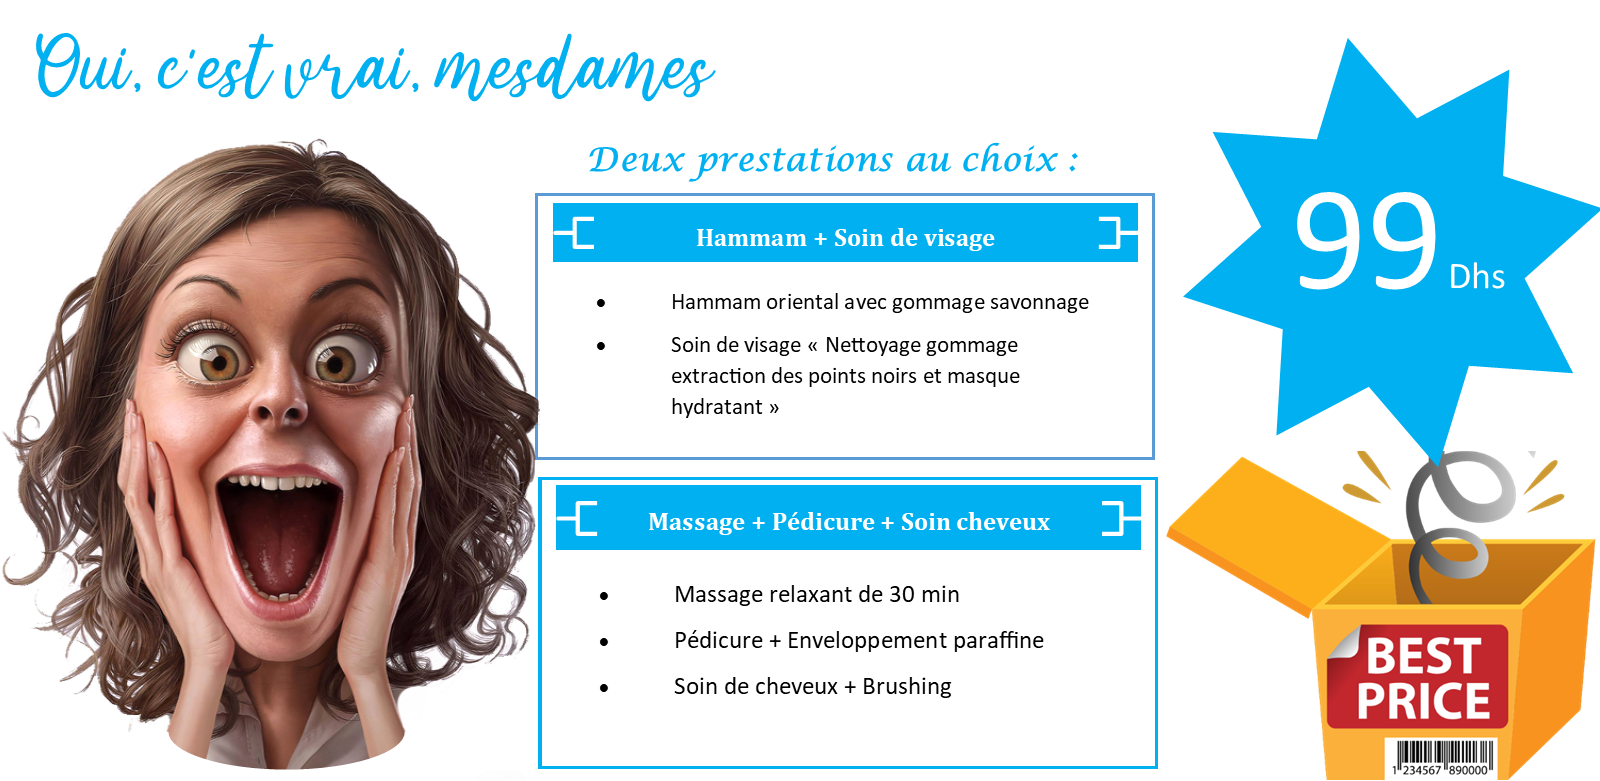 Oui, c'est vrai, mesdames
Deux prestations au choix :
Hammam + Soin de visage
• Hammam oriental avec gommage savonnage
• Soin de visage « Nettoyage gommage
extraction des points noirs et masque
hydratant »
Massage + Pédicure + Soin cheveux
• Massage relaxant de 30 min
• Pédicure + Enveloppement paraffine
• Soin de cheveux + Brushing
99 Dhs
BEST
PRICE
1 234567 890000